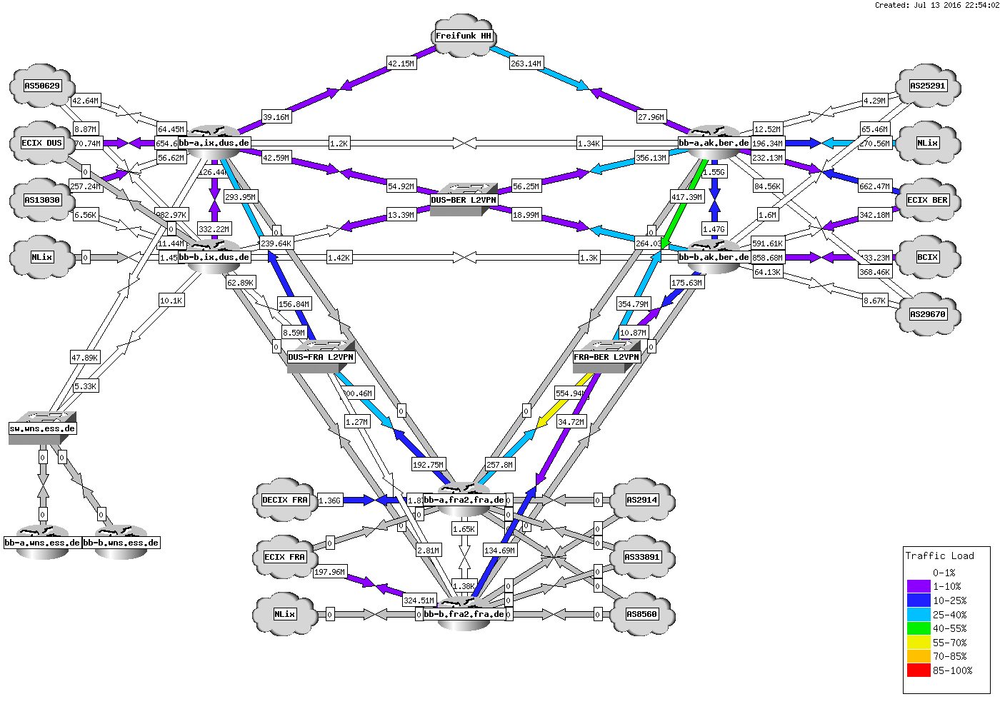 Created: Jul 13 2016 22:54:02
Freifunk HH
42.15M
263.14M
AS50629
AS25291
42.64M
4.29M
39.16M
27.96M
8.87M
64.45M
12.52M
65.46M
ECIX DUS
bb-a.ix.dus.de
1.2K
1.34K
bb-a.ak.ber.de
196.34M
NLix
42.59M
356.13M
232.13M
56.62M
0
293.95M
1.55G
257.24M
54.92M
56.25M
417.39M
84.56K
662.47M
AS13030
DUS-BER L2VPN
ECIX BER
6.56K
13.39M
18.99M
1.6M
342.18M
0
332.22M
0
0
1.47G
11.44M
239.64K
591.61K
NLix
0
bb-b.ix.dus.de
1.42K
1.3K
bb-b.ak.ber.de
858.68M
BCIX
62.89K
175.63M
64.13K
368.46K
10.1K
156.84M
354.79M
8.67K
AS29670
8.59M
10.87M
0
0
47.89K
DUS-FRA L2VPN
FRA-BER L2VPN
5.33K
554.94M
0
0
1.27M
34.72M
sw.wns.ess.de
0
0
192.75M
257.8M
DECIX FRA
1.36G
bb-a.fra2.fra.de
0
0
AS2914
0
0
0
0
0
0
1.65K
0
0
bb-a.wns.ess.de
bb-b.wns.ess.de
0
0
ECIX FRA
2.81M
134.69M
AS33891
Traffic Load
197.96M
0
0-1%
1.38K
0
0
1-10%
324.51M
0
10-25%
NLix
0
0
bb-b.fra2.fra.de
0
0
AS8560
25-40%
40-55%
55-70%
70-85%
85-100%